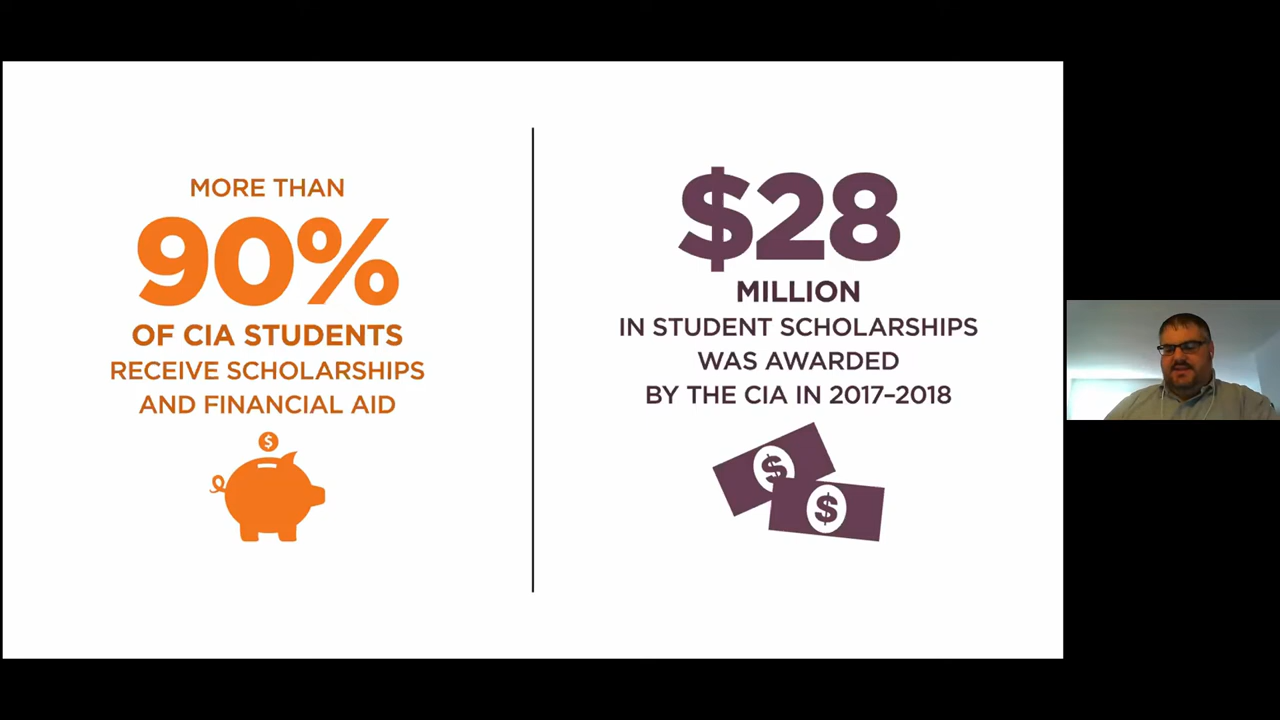 MORE THAN
90%
OF CIA STUDENTS
RECEIVE SCHOLARSHIPS
AND FINANCIAL AID
$
$28
MILLION
IN STUDENT SCHOLARSHIPS
WAS AWARDED
BY THE CIA IN 2017–2018
$
$